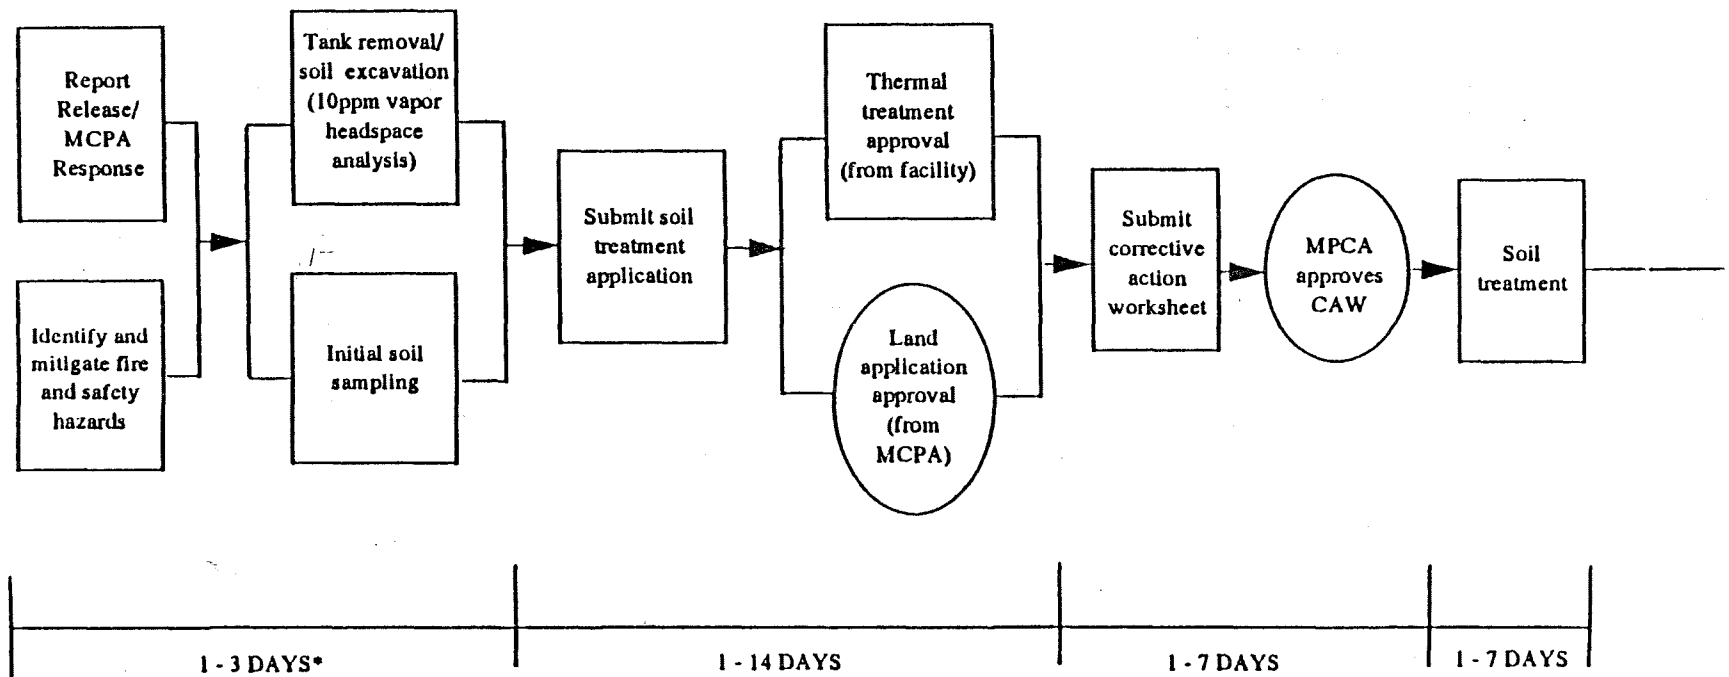 Report
Release/
MCPA
Response
Identify and
mitigate fire
and safety
hazards
Tank removal/
soil excavation
(10ppm vapor
headspace
analysis)
Initial soil
sampling
Submit soil
treatment
application
Thermal
treatment
approval
(from facility)
Land
application
approval
(from
MCPA)
Submit
corrective
action
worksheet
MPCA
approves
CAW
Soil
treatment
1 - 3 DAYS*
1 - 14 DAYS
1 - 7 DAYS
1 - 7 DAYS